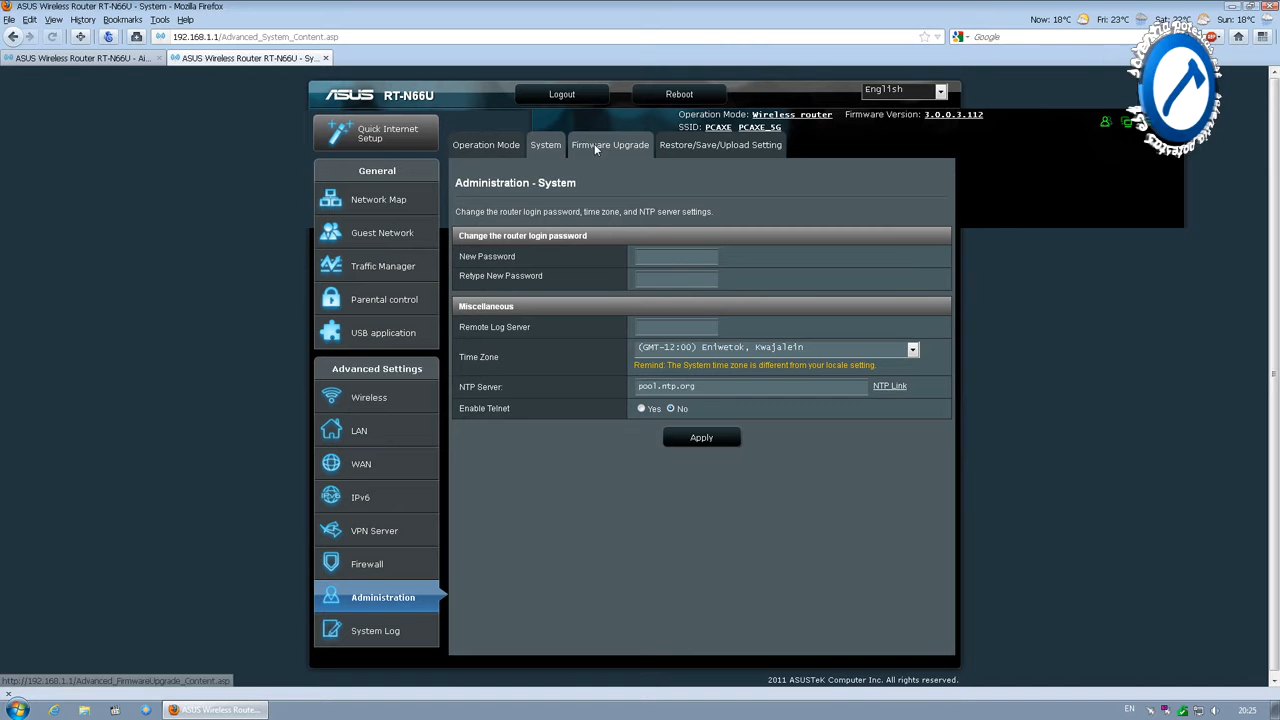 ASUS Wireless Router RT-N66U - System - Mozilla Firefox
File Edit View History Bookmarks Tools Help
Now: 18°C Fri: 23°C Sat: 22°C Sun: 18°C
192.168.1.1/Advanced_System_Content.asp
Google
ASUS Wireless Router RT-N66U - Ai...
ASUS Wireless Router RT-N66U - Sy...
ASUS RT-N66U
Logout
Reboot
English
Quick Internet Setup
Operation Mode: Wireless router Firmware Version: 3.0.0.3.112
SSID: PCAXE PCAXE_5G
Operation Mode System Firmware Upgrade Restore/Save/Upload Setting
General
Network Map
Guest Network
Traffic Manager
Parental control
USB application
Advanced Settings
Wireless
LAN
WAN
IPv6
VPN Server
Firewall
Administration
System Log
Administration - System
Change the router login password, time zone, and NTP server settings.
Change the router login password
New Password
Retype New Password
Miscellaneous
Remote Log Server
Time Zone
(GMT-12:00) Eniwetok, Kwajalein
Remind: The System time zone is different from your locale setting.
NTP Server:
pool.ntp.org
NTP Link
Enable Telnet
Yes No
Apply
2011 ASUSTeK Computer Inc. All rights reserved.
http://192.168.1.1/Advanced_FirmwareUpgrade_Content.asp
ASUS Wireless Route...
EN
20:25